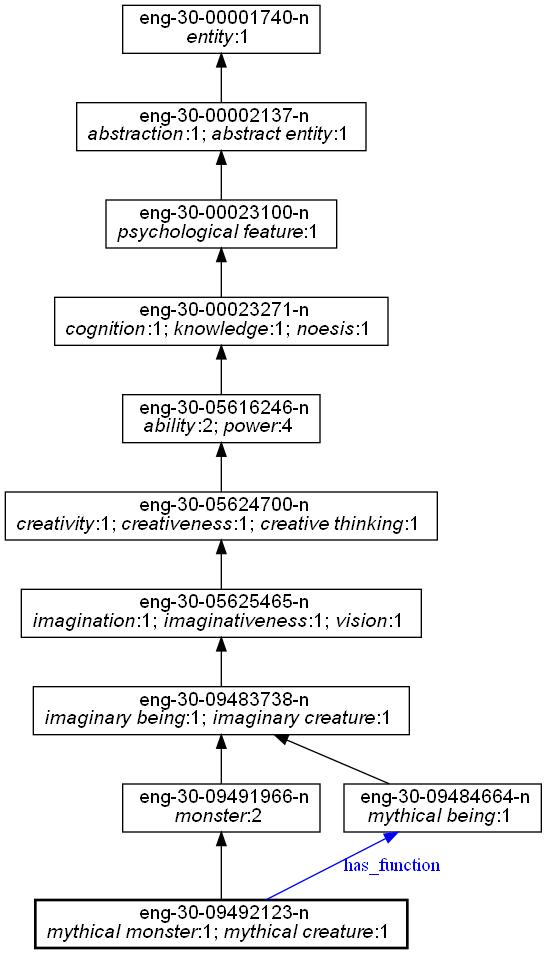 eng-30-00001740-n
entity:1
eng-30-00002137-n
abstraction:1; abstract entity:1
eng-30-00023100-n
psychological feature:1
eng-30-00023271-n
cognition:1; knowledge:1; noesis:1
eng-30-05616246-n
ability:2; power:4
eng-30-05624700-n
creativity:1; creativeness:1; creative thinking:1
eng-30-05625465-n
imagination:1; imaginativeness:1; vision:1
eng-30-09483738-n
imaginary being:1; imaginary creature:1
eng-30-09491966-n
monster:2
eng-30-09484664-n
mythical being:1
has_function
eng-30-09492123-n
mythical monster:1; mythical creature:1